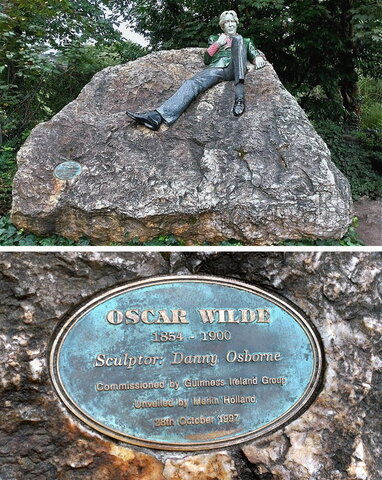 OSCAR WILDE
1854 - 1900
Sculptor: Danny Osborne
Commissioned by Guinness Ireland Group
Unveiled by Merlin Holland
28th October 1997